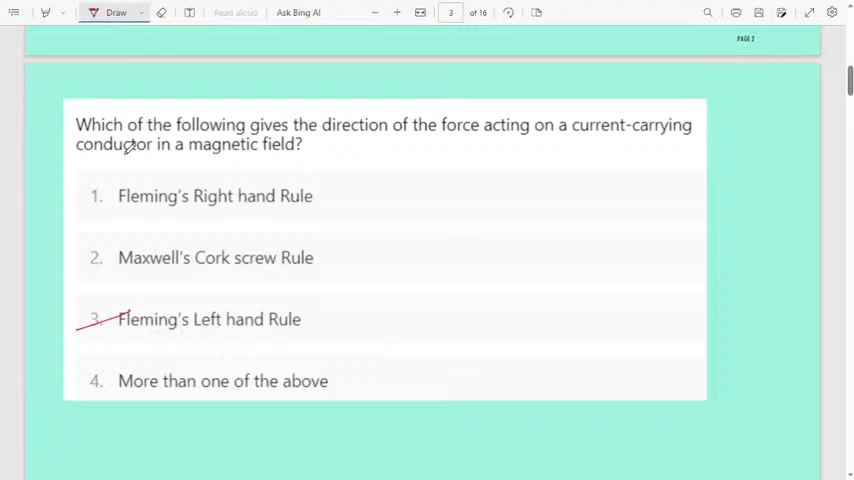 Draw
Read aloud
Ask Bing AI
3 of 16
PAGE 2
Which of the following gives the direction of the force acting on a current-carrying
conductor in a magnetic field?
1. Fleming's Right hand Rule
2. Maxwell's Cork screw Rule
3. Fleming's Left hand Rule
4. More than one of the above